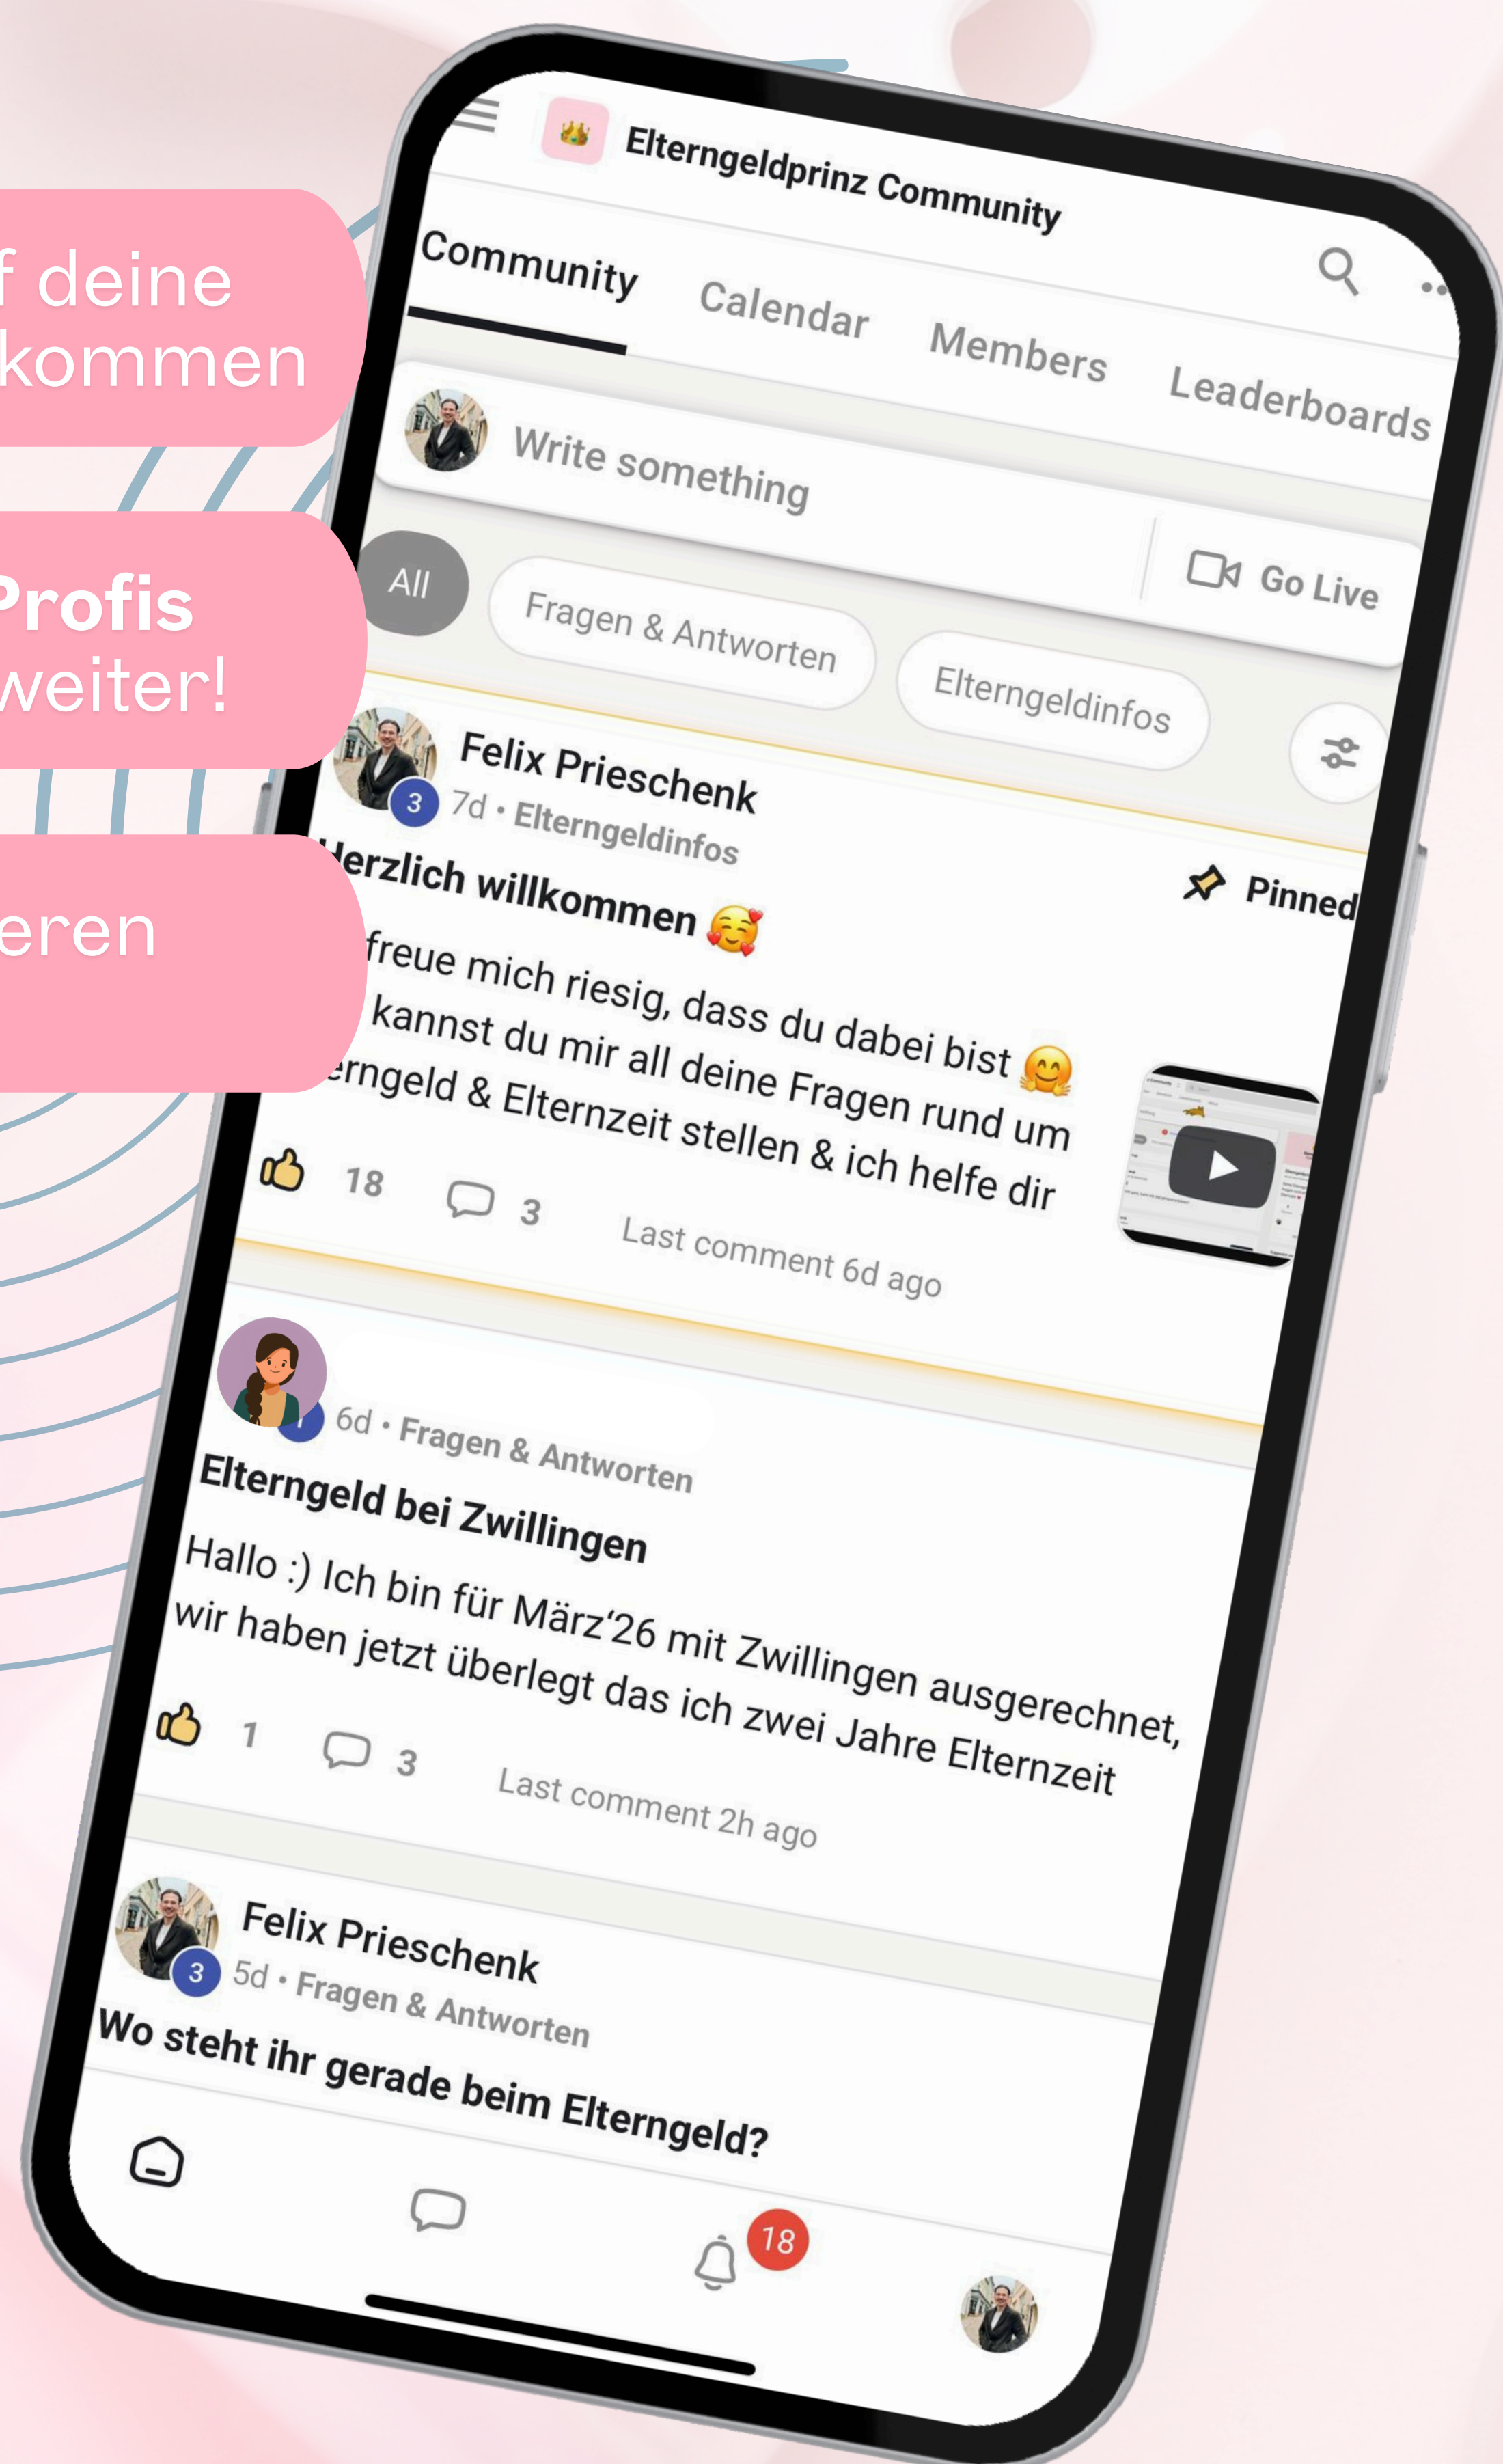 deine
kommen
Profis
weiter!
Elterngeldprinz Community
Community Calendar Members Leaderboards
Write something
Go Live
All Fragen & Antworten Elterngeldinfos
Felix Prieschenk
3 7d • Elterngeldinfos
Pinned
Herzlich willkommen 🥰
freue mich riesig, dass du dabei bist 🤗
kannst du mir all deine Fragen rund um
erngeld & Elternzeit stellen & ich helfe dir
18 3 Last comment 6d ago
6d • Fragen & Antworten
Elterngeld bei Zwillingen
Hallo :) Ich bin für März‘26 mit Zwillingen ausgerechnet,
wir haben jetzt überlegt das ich zwei Jahre Elternzeit
1 3 Last comment 2h ago
Felix Prieschenk
3 5d • Fragen & Antworten
Wo steht ihr gerade beim Elterngeld?
18